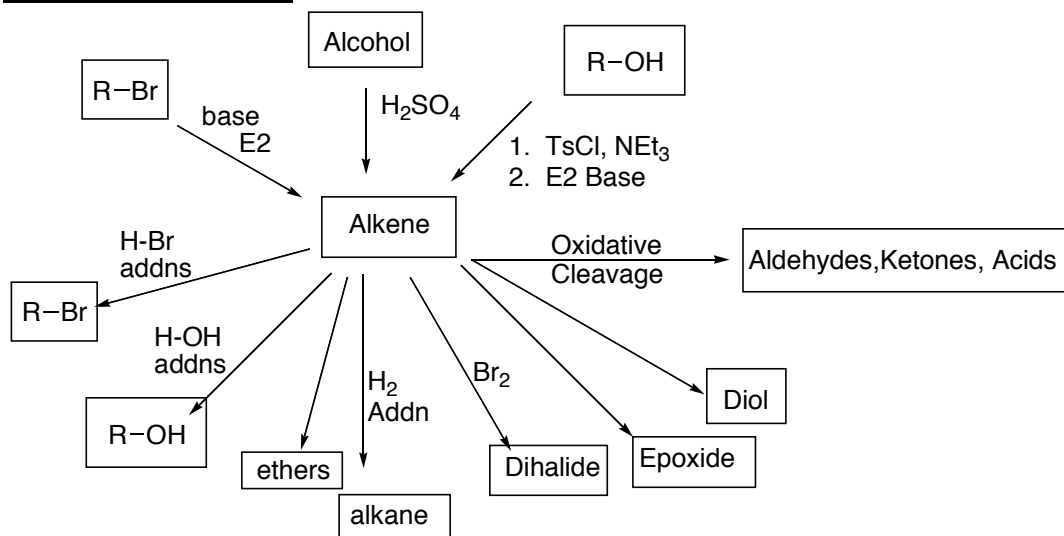 Alcohol
R–OH
R–Br
H₂SO₄
base
E2
1. TsCl, NEt₃
2. E2 Base
Alkene
H-Br
addns
Oxidative
Cleavage
Aldehydes,Ketones, Acids
R–Br
H-OH
addns
H₂
Addn
Br₂
Diol
R–OH
ethers
Dihalide
Epoxide
alkane